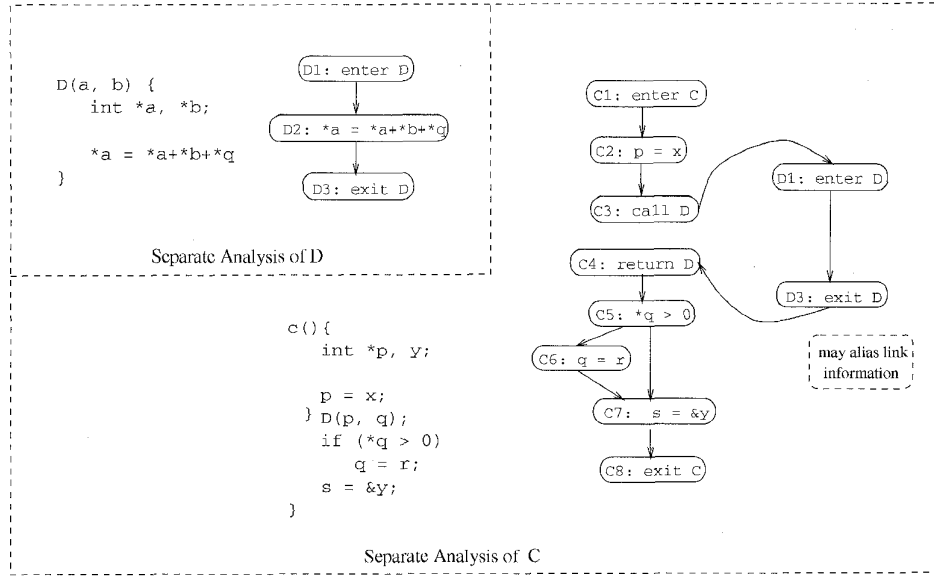 D(a, b) {
int *a, *b;
*a = *a+*b+*q
}
D1: enter D
D2: *a = *a+*b+*q
D3: exit D
Separate Analysis of D
C1: enter C
C2: p = x
C3: call D
D1: enter D
D3: exit D
C4: return D
C5: *q > 0
C6: q = r
C7: s = &y
C8: exit C
may alias link
information
c(){
int *p, y;
p = x;
} D(p, q);
if (*q > 0)
q = r;
s = &y;
}
Separate Analysis of C